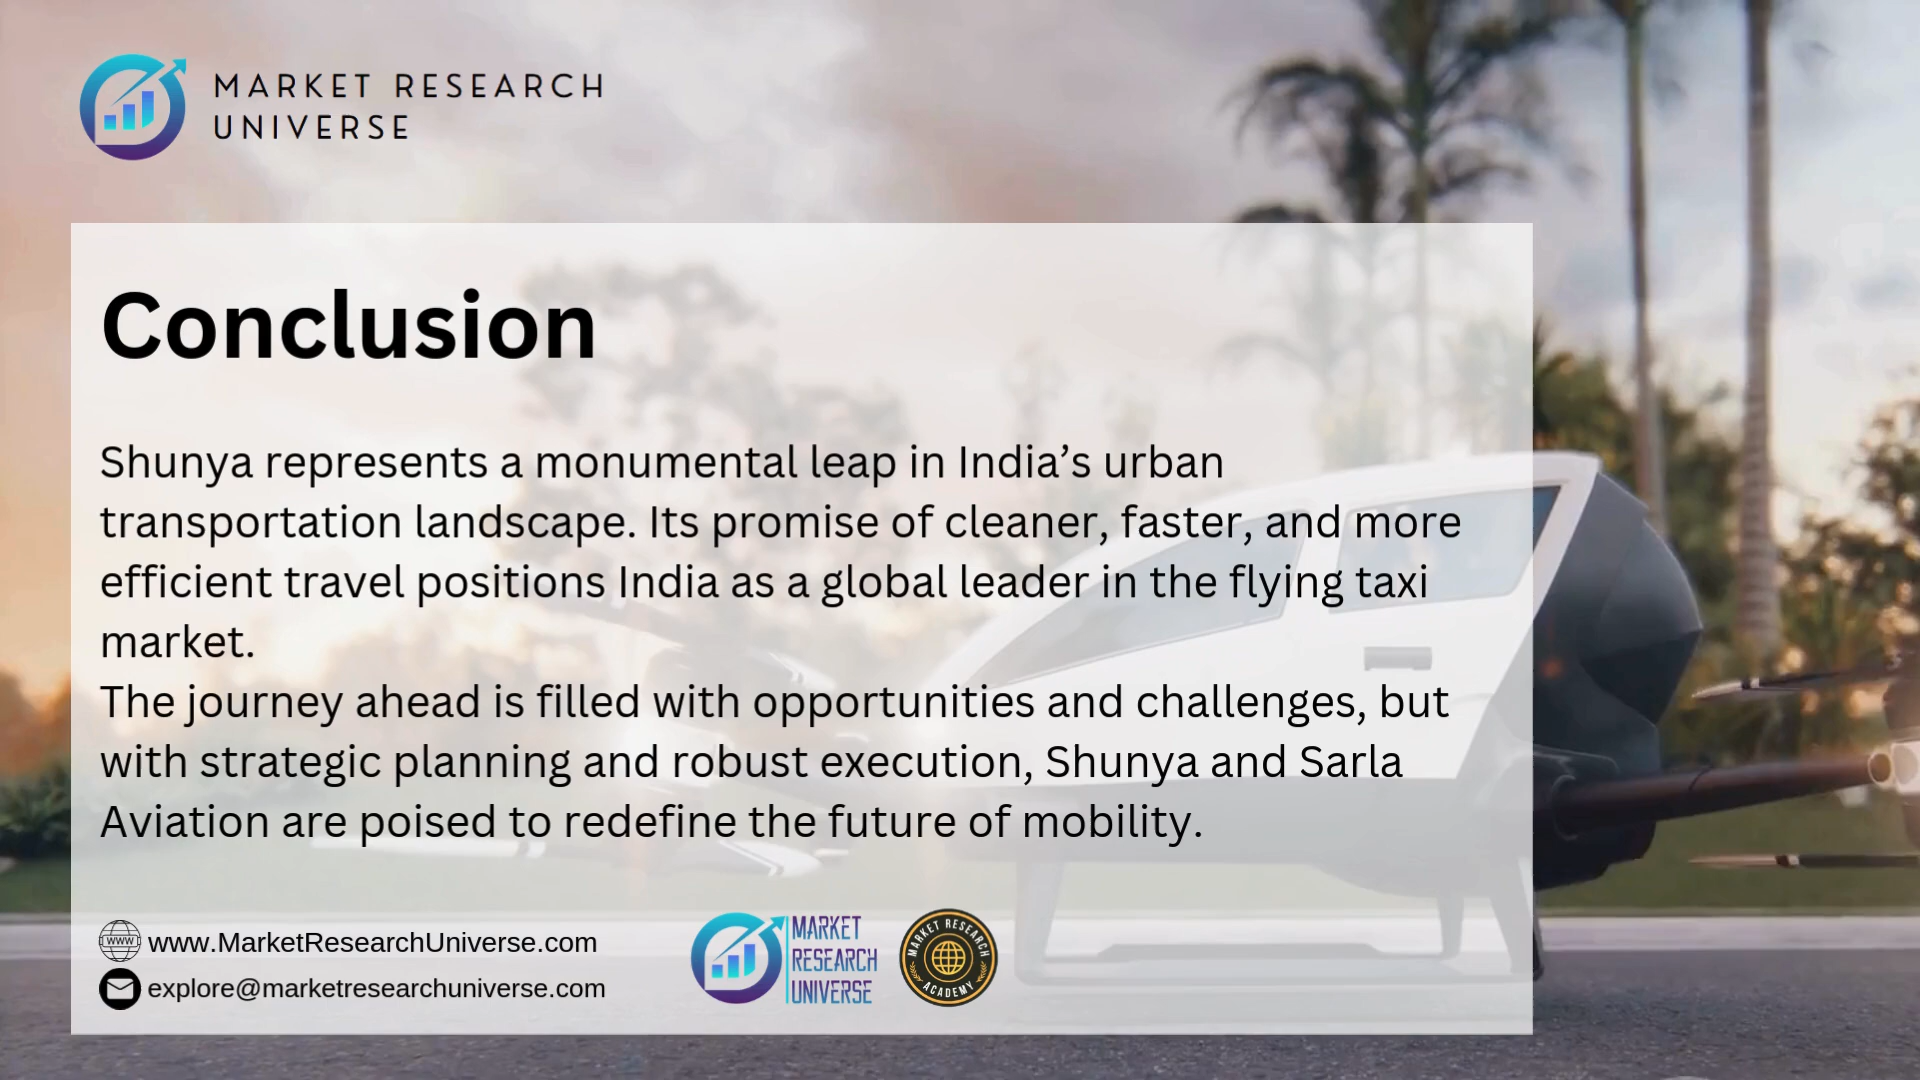 MARKET RESEARCH
UNIVERSE
Conclusion
Shunya represents a monumental leap in India’s urban
transportation landscape. Its promise of cleaner, faster, and more
efficient travel positions India as a global leader in the flying taxi
market.
The journey ahead is filled with opportunities and challenges, but
with strategic planning and robust execution, Shunya and Sarla
Aviation are poised to redefine the future of mobility.
WWW
www.MarketResearchUniverse.com
explore@marketresearchuniverse.com
MARKET
RESEARCH
UNIVERSE
MARKET RESEARCH
ACADEMY